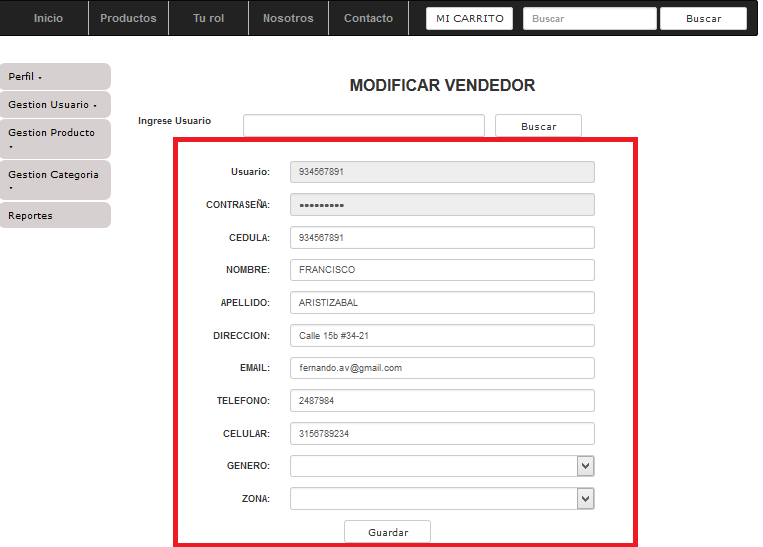 Inicio Productos Tu rol Nosotros Contacto MI CARRITO Buscar Buscar
Perfil
Gestion Usuario
Gestion Producto
Gestion Categoria
Reportes
MODIFICAR VENDEDOR
Ingrese Usuario Buscar
Usuario: 934567891
CONTRASEÑA: •••••••••
CEDULA: 934567891
NOMBRE: FRANCISCO
APELLIDO: ARISTIZABAL
DIRECCION: Calle 15b #34-21
EMAIL: fernando.av@gmail.com
TELEFONO: 2487984
CELULAR: 3156789234
GENERO:
ZONA:
Guardar